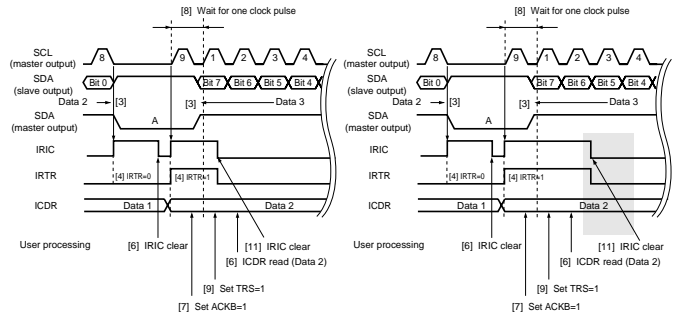 [8] Wait for one clock pulse
SCL
(master output)
8
9
1
2
3
4
SDA
(slave output)
Bit 0
Bit 7
Bit 6
Bit 5
Bit 4
Data 2
[3]
[3]
Data 3
SDA
(master output)
A
IRIC
IRTR
[4] IRTR=0
[4] IRTR=1
ICDR
Data 1
Data 2
User processing
[6] IRIC clear
[11] IRIC clear
[6] ICDR read (Data 2)
[9] Set TRS=1
[7] Set ACKB=1
[8] Wait for one clock pulse
SCL
(master output)
8
9
1
2
3
4
SDA
(slave output)
Bit 0
Bit 7
Bit 6
Bit 5
Bit 4
Data 2
[3]
[3]
Data 3
SDA
(master output)
A
IRIC
IRTR
[4] IRTR=0
[4] IRTR=1
ICDR
Data 1
Data 2
User processing
[6] IRIC clear
[11] IRIC clear
[6] ICDR read (Data 2)
[9] Set TRS=1
[7] Set ACKB=1